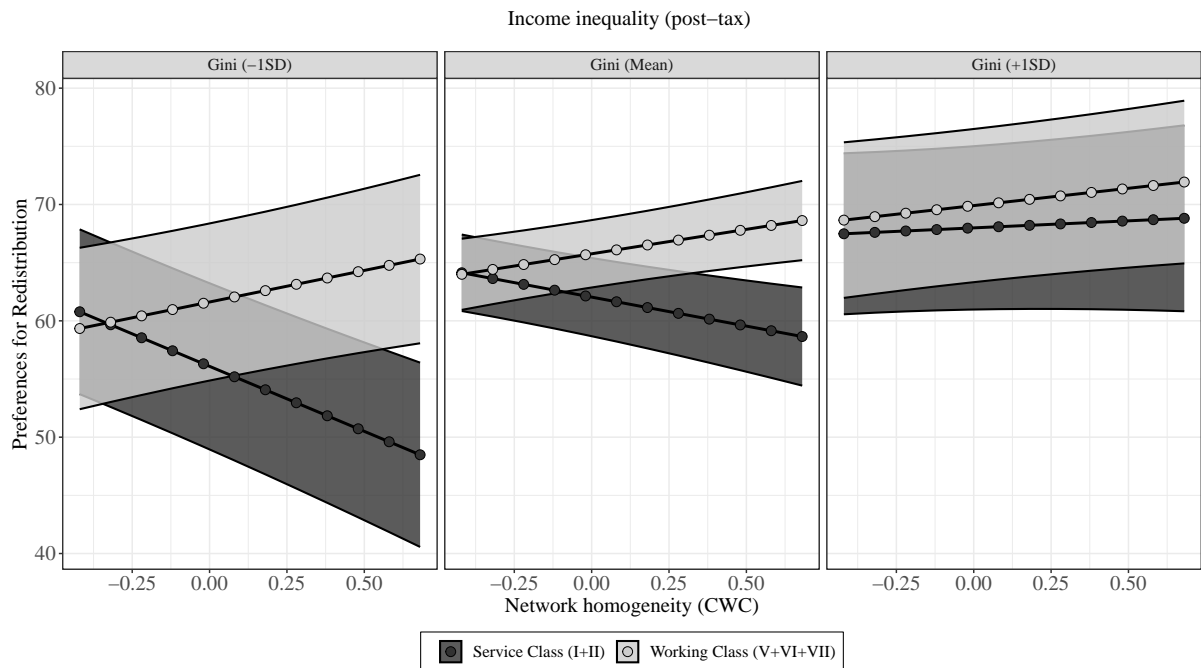 Income inequality (post−tax)
Gini (−1SD) Gini (Mean) Gini (+1SD)
Preferences for Redistribution
80
70
60
50
40
−0.25 0.00 0.25 0.50 −0.25 0.00 0.25 0.50 −0.25 0.00 0.25 0.50
Network homogeneity (CWC)
Service Class (I+II) Working Class (V+VI+VII)